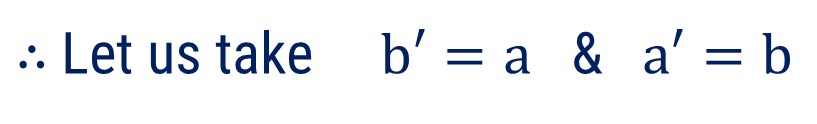 ∴ Let us take b′ = a & a′ = b